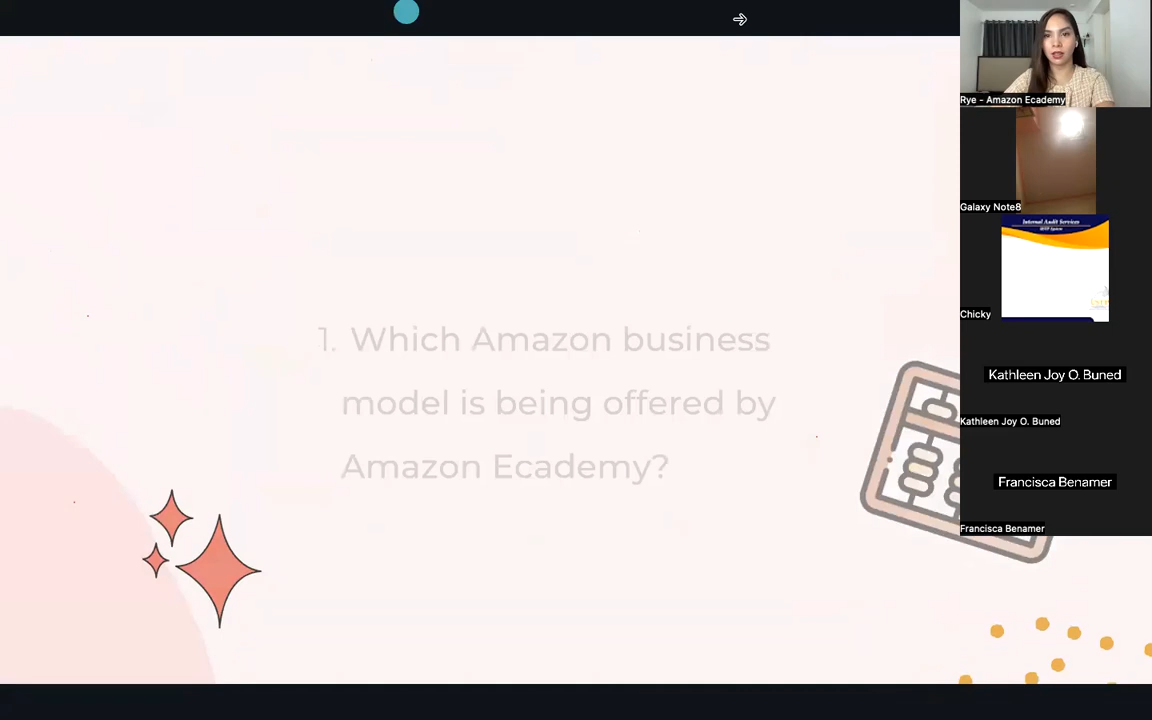 1. Which Amazon business
model is being offered by
Amazon Ecademy?
Rye - Amazon Ecademy
Galaxy Note8
Internal Audit Services
Chicky
Kathleen Joy O. Buned
Kathleen Joy O. Buned
Francisca Benamer
Francisca Benamer